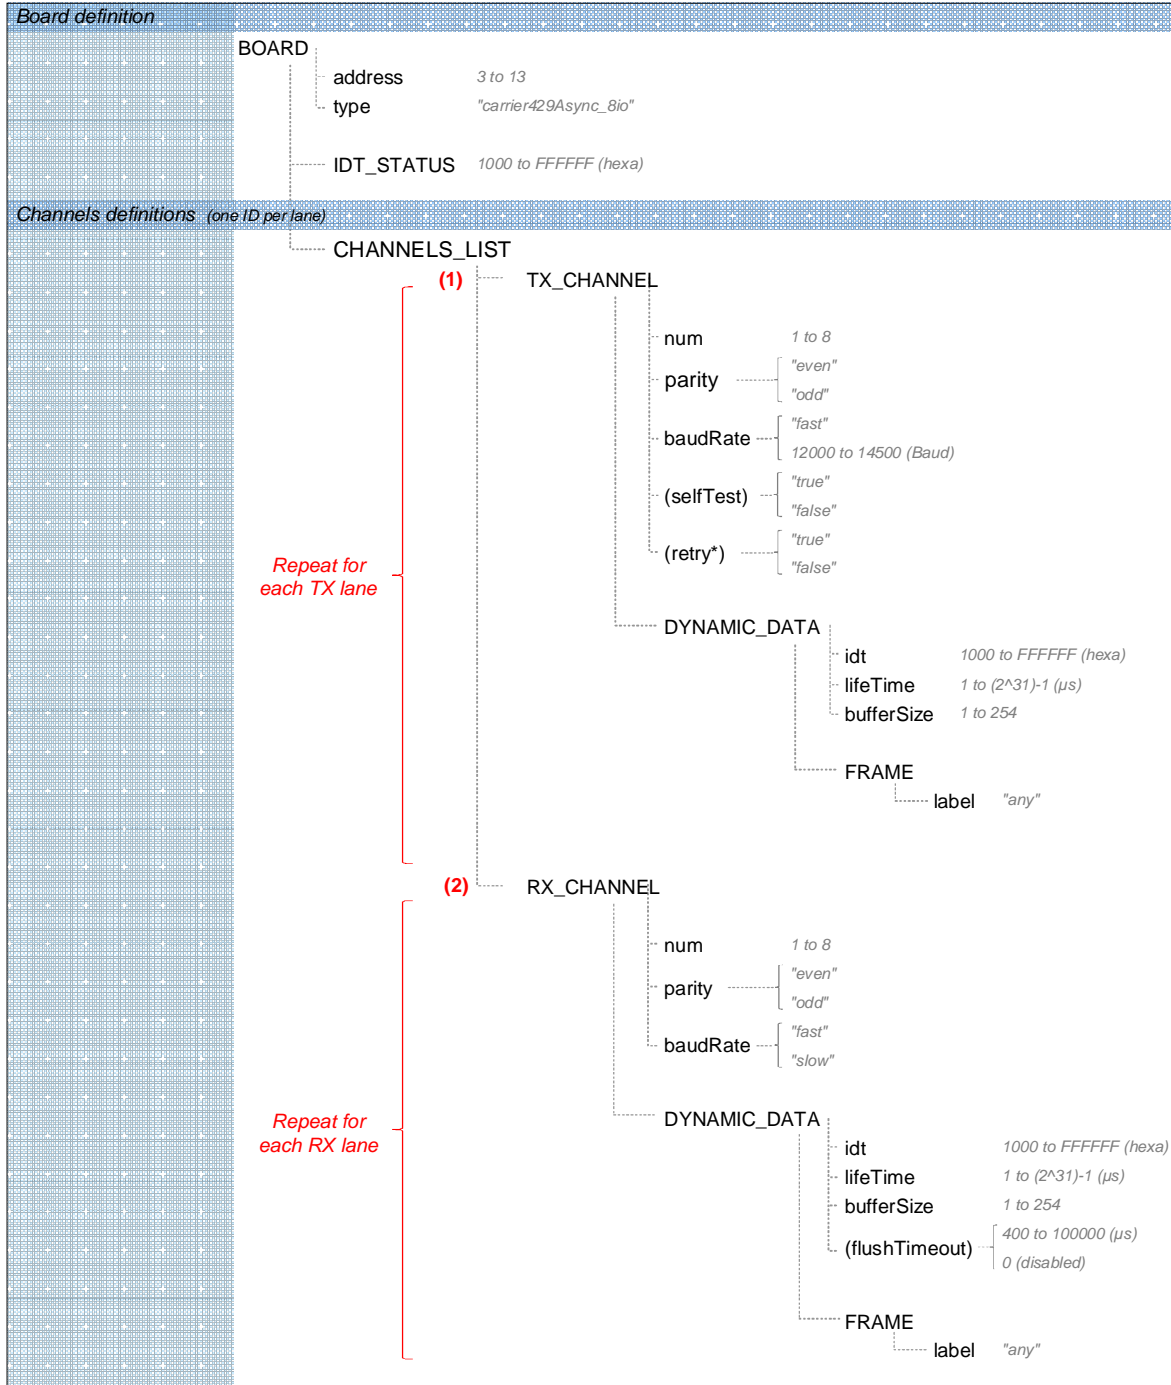 Board definition
BOARD
address 3 to 13
type "carrier429Async_8io"
IDT_STATUS 1000 to FFFFFF (hexa)
Channels definitions (one ID per lane)
CHANNELS_LIST
(1) TX_CHANNEL
num 1 to 8
"even"
parity
"odd"
"fast"
baudRate
12000 to 14500 (Baud)
"true"
(selfTest)
"false"
"true"
(retry*)
"false"
Repeat for
each TX lane
DYNAMIC_DATA
idt 1000 to FFFFFF (hexa)
lifeTime 1 to (2^31)-1 (µs)
bufferSize 1 to 254
FRAME
label "any"
(2) RX_CHANNEL
num 1 to 8
"even"
parity
"odd"
"fast"
baudRate
"slow"
Repeat for
each RX lane
DYNAMIC_DATA
idt 1000 to FFFFFF (hexa)
lifeTime 1 to (2^31)-1 (µs)
bufferSize 1 to 254
400 to 100000 (µs)
(flushTimeout)
0 (disabled)
FRAME
label "any"